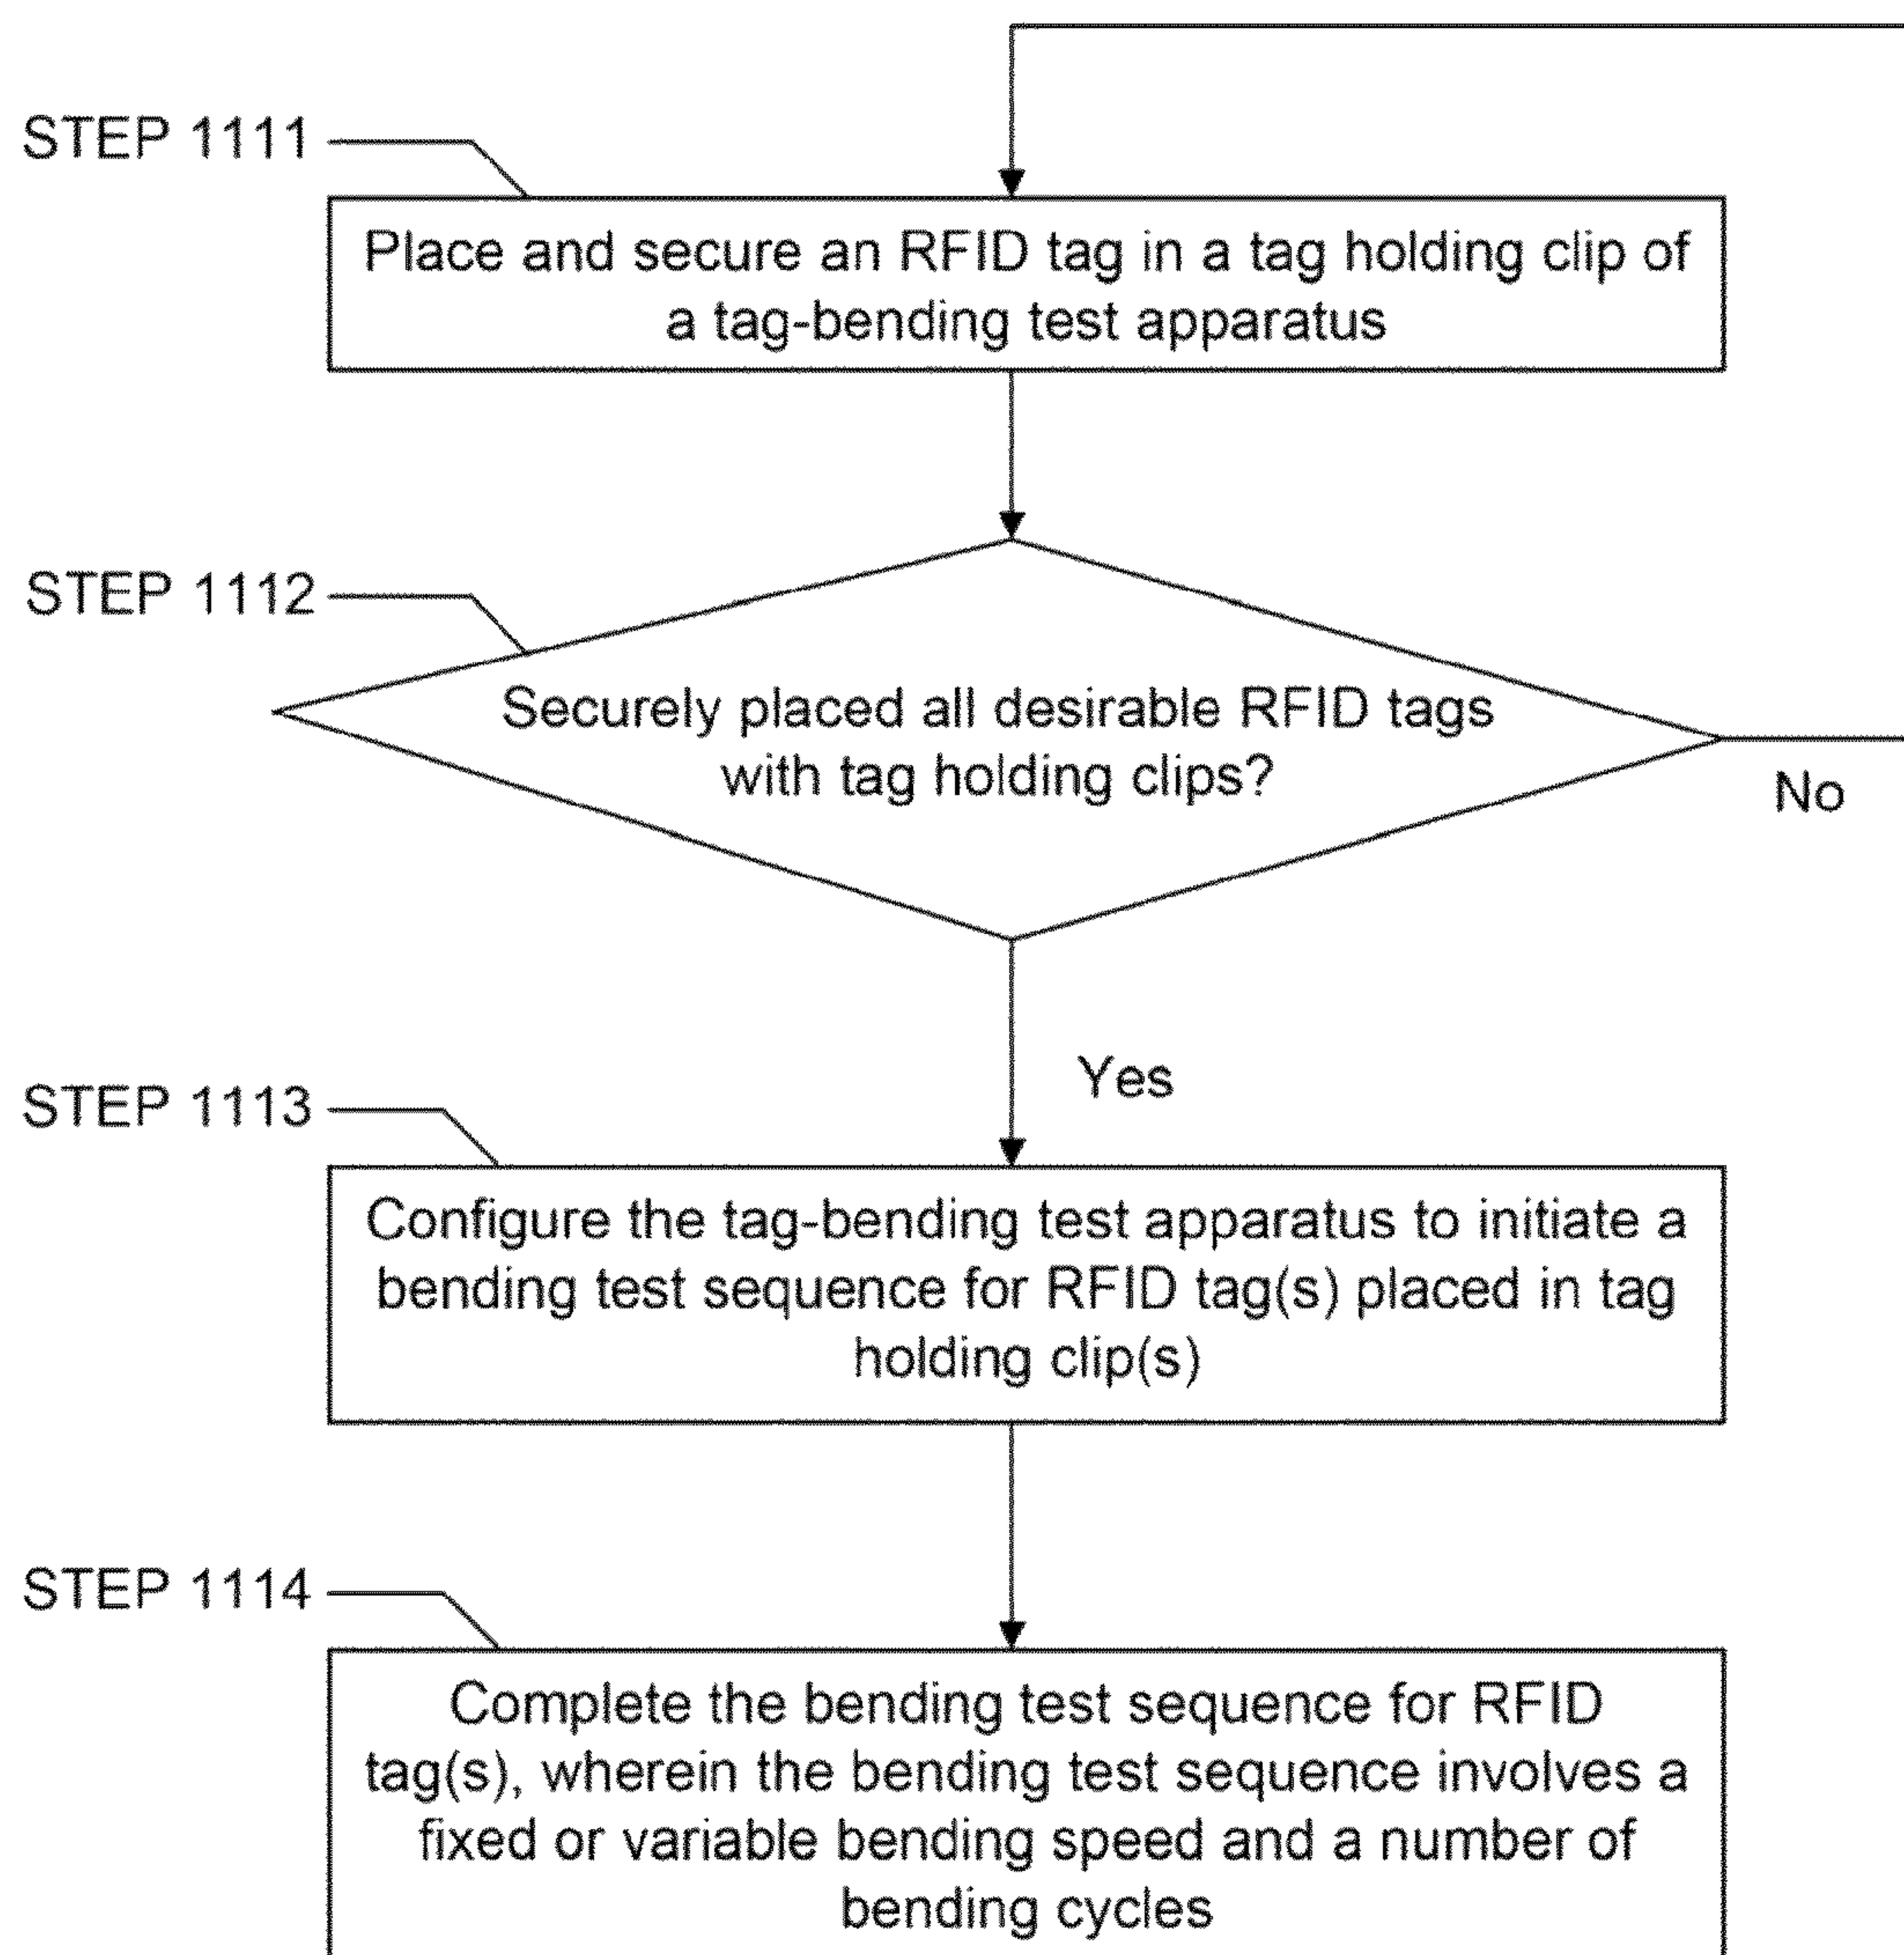 STEP 1111
Place and secure an RFID tag in a tag holding clip of
a tag-bending test apparatus
STEP 1112
Securely placed all desirable RFID tags
with tag holding clips?
No
Yes
STEP 1113
Configure the tag-bending test apparatus to initiate a
bending test sequence for RFID tag(s) placed in tag
holding clip(s)
STEP 1114
Complete the bending test sequence for RFID
tag(s), wherein the bending test sequence involves a
fixed or variable bending speed and a number of
bending cycles